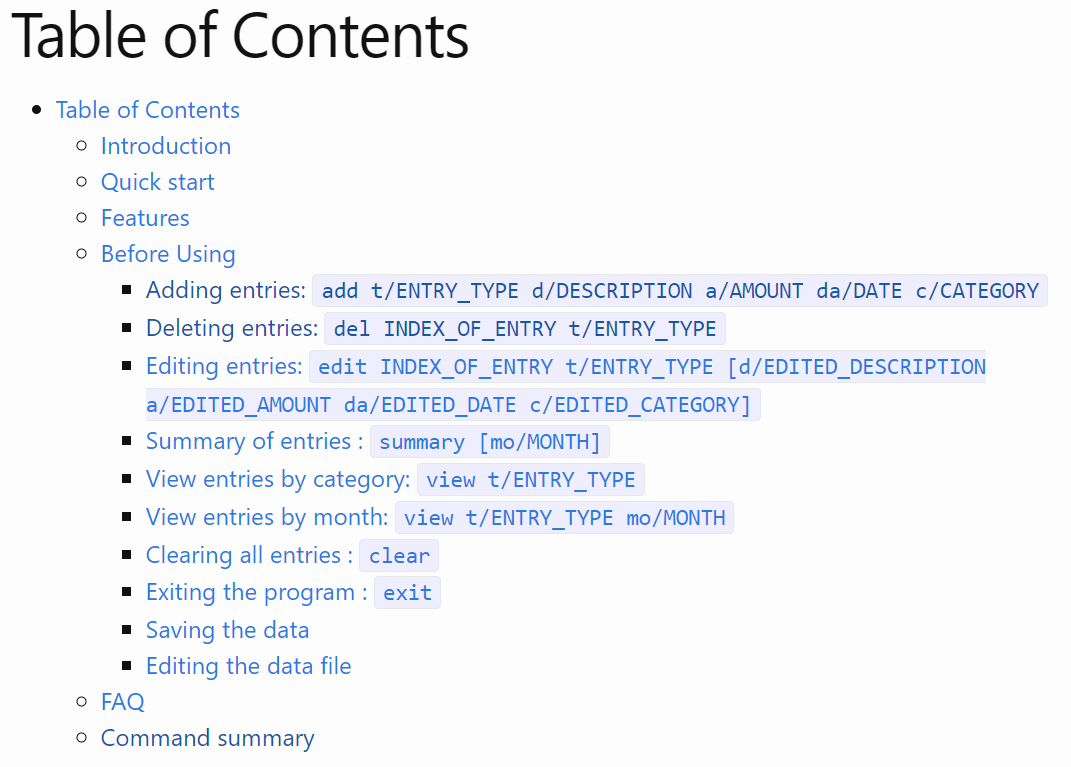 Table of Contents
Table of Contents
Introduction
Quick start
Features
Before Using
Adding entries: add t/ENTRY_TYPE d/DESCRIPTION a/AMOUNT da/DATE c/CATEGORY
Deleting entries: del INDEX_OF_ENTRY t/ENTRY_TYPE
Editing entries: edit INDEX_OF_ENTRY t/ENTRY_TYPE [d/EDITED_DESCRIPTION
a/EDITED_AMOUNT da/EDITED_DATE c/EDITED_CATEGORY]
Summary of entries : summary [mo/MONTH]
View entries by category: view t/ENTRY_TYPE
View entries by month: view t/ENTRY_TYPE mo/MONTH
Clearing all entries : clear
Exiting the program : exit
Saving the data
Editing the data file
FAQ
Command summary